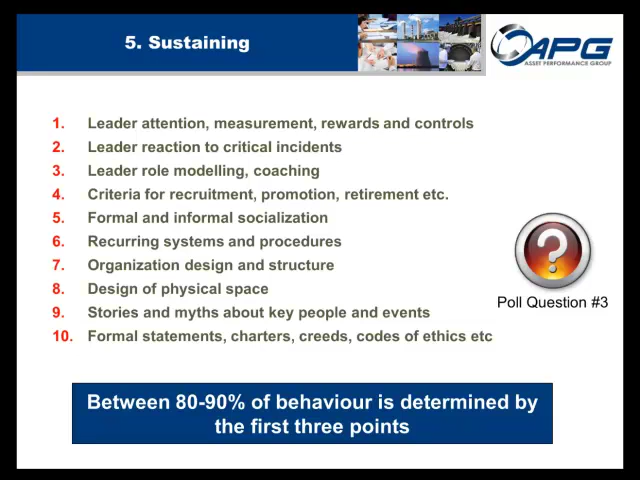 5. Sustaining
APG
ASSET PERFORMANCE GROUP
1. Leader attention, measurement, rewards and controls
2. Leader reaction to critical incidents
3. Leader role modelling, coaching
4. Criteria for recruitment, promotion, retirement etc.
5. Formal and informal socialization
6. Recurring systems and procedures
7. Organization design and structure
8. Design of physical space
9. Stories and myths about key people and events
10. Formal statements, charters, creeds, codes of ethics etc
?
Poll Question #3
Between 80-90% of behaviour is determined by
the first three points